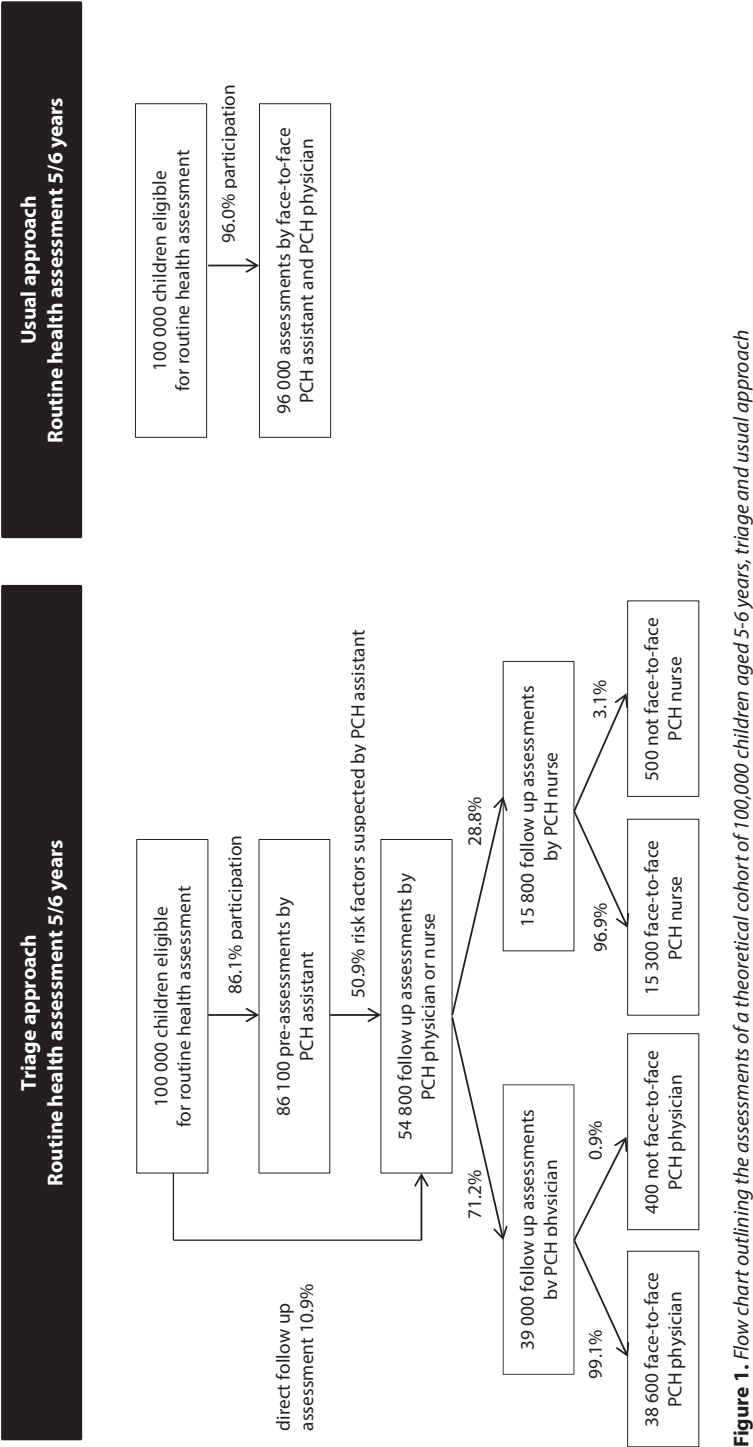 Triage approach
Routine health assessment 5/6 years
100 000 children eligible
for routine health assessment
86.1% participation
86 100 pre-assessments by
PCH assistant
50.9% risk factors suspected by PCH assistant
direct follow up
assessment 10.9%
54 800 follow up assessments by
PCH physician or nurse
71.2%
28.8%
39 000 follow up assessments
by PCH physician
15 800 follow up assessments
by PCH nurse
99.1%
0.9%
96.9%
3.1%
38 600 face-to-face
PCH physician
400 not face-to-face
PCH physician
15 300 face-to-face
PCH nurse
500 not face-to-face
PCH nurse
Usual approach
Routine health assessment 5/6 years
100 000 children eligible
for routine health assessment
96.0% participation
96 000 assessments by face-to-face
PCH assistant and PCH physician
Figure 1. Flow chart outlining the assessments of a theoretical cohort of 100,000 children aged 5-6 years, triage and usual approach